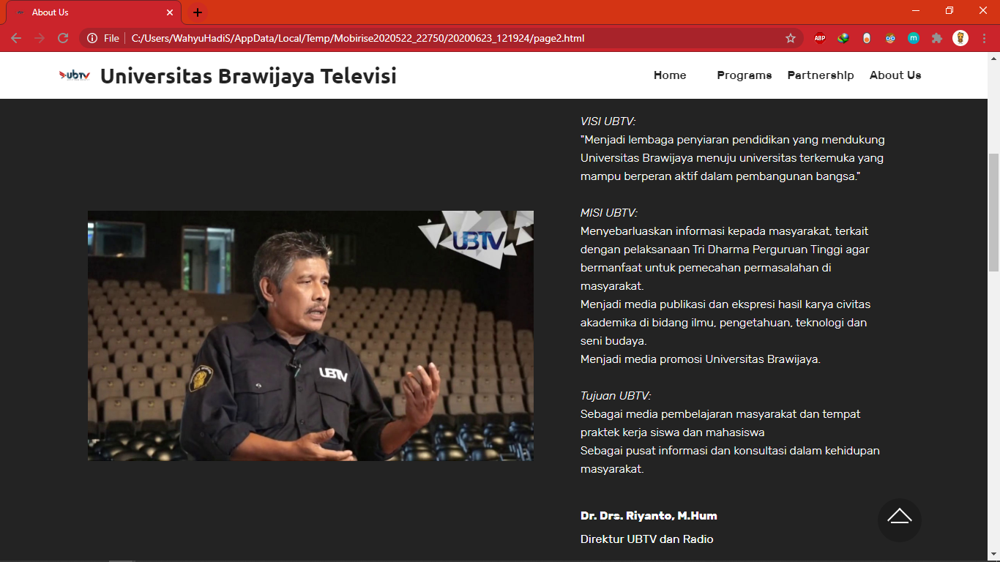 About Us
File
C:/Users/WahyuHadiS/AppData/Local/Temp/Mobirise2020522_22750/20200623_121924/page2.html
ABP
m
UBTV
Universitas Brawijaya Televisi
Home
Programs
Partnership
About Us
VISI UBTV:
"Menjadi lembaga penyiaran pendidikan yang mendukung
Universitas Brawijaya menuju universitas terkemuka yang
mampu berperan aktif dalam pembangunan bangsa."
MISI UBTV:
Menyebarluaskan informasi kepada masyarakat, terkait
dengan pelaksanaan Tri Dharma Perguruan Tinggi agar
bermanfaat untuk pemecahan permasalahan di
masyarakat.
Menjadi media publikasi dan ekspresi hasil karya civitas
akademika di bidang ilmu, pengetahuan, teknologi dan
seni budaya.
Menjadi media promosi Universitas Brawijaya.
Tujuan UBTV:
Sebagai media pembelajaran masyarakat dan tempat
praktek kerja siswa dan mahasiswa
Sebagai pusat informasi dan konsultasi dalam kehidupan
masyarakat.
Dr. Drs. Riyanto, M.Hum
Direktur UBTV dan Radio
UBTV
UBTV